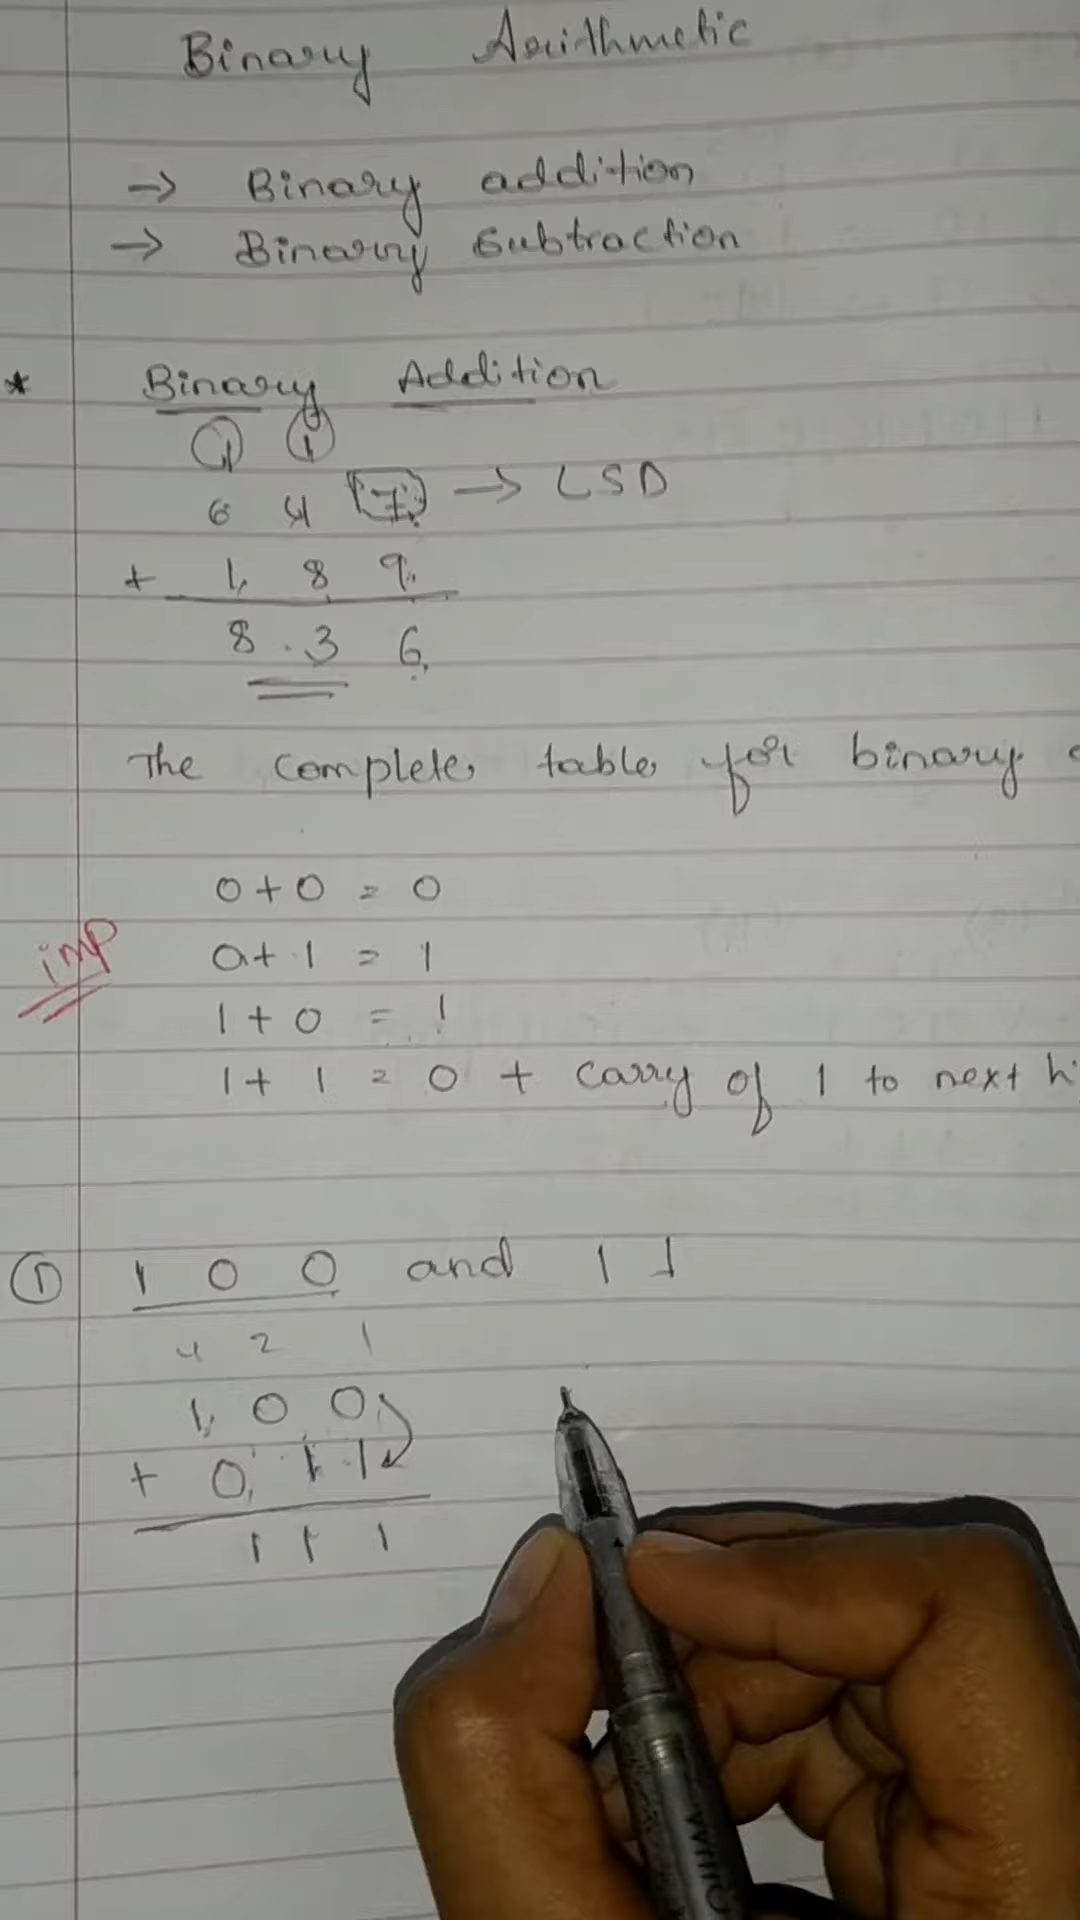 Binary Arithmetic
→ Binary addition
→ Binary subtraction
* Binary Addition
1 1
6 4 7 → LSD
+ 1 8 9
8 3 6
The complete table for binary
imp
0 + 0 = 0
0 + 1 = 1
1 + 0 = 1
1 + 1 = 0 + carry of 1 to next
① 1 0 0 and 1 1
4 2 1
1 0 0
+ 0 1 1
1 1 1